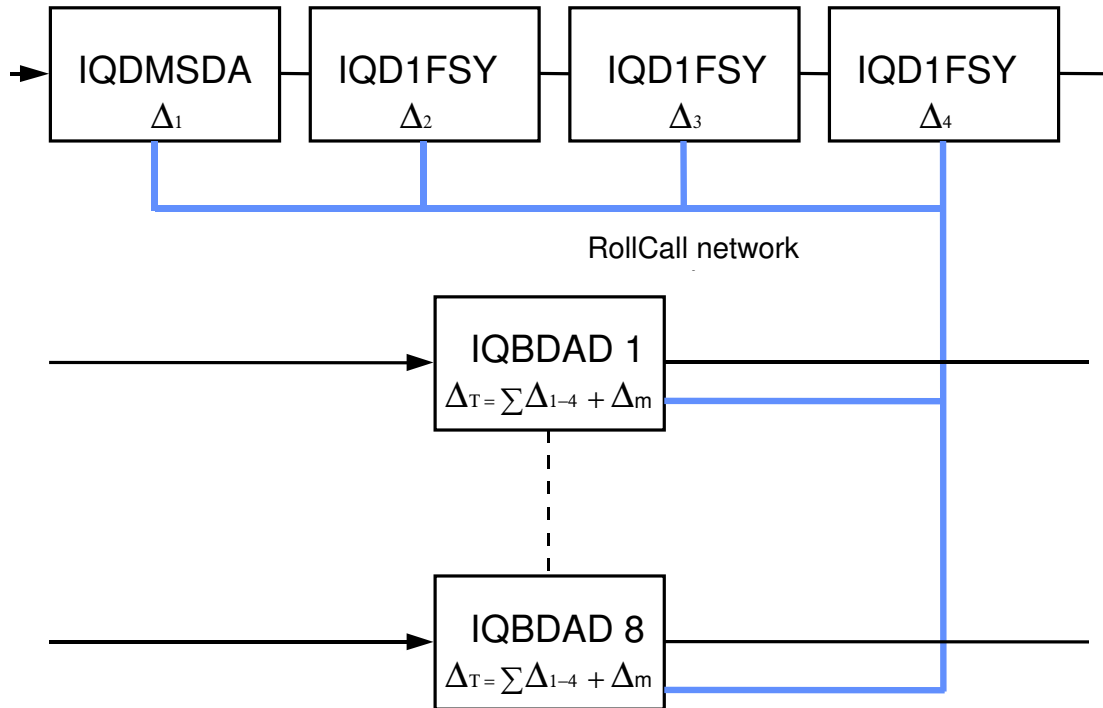 IQDMSDA IQD1FSY IQD1FSY IQD1FSY
Δ1 Δ2 Δ3 Δ4
RollCall network
IQBDAD 1
ΔT = ∑Δ1–4 + Δm
IQBDAD 8
ΔT = ∑Δ1–4 + Δm